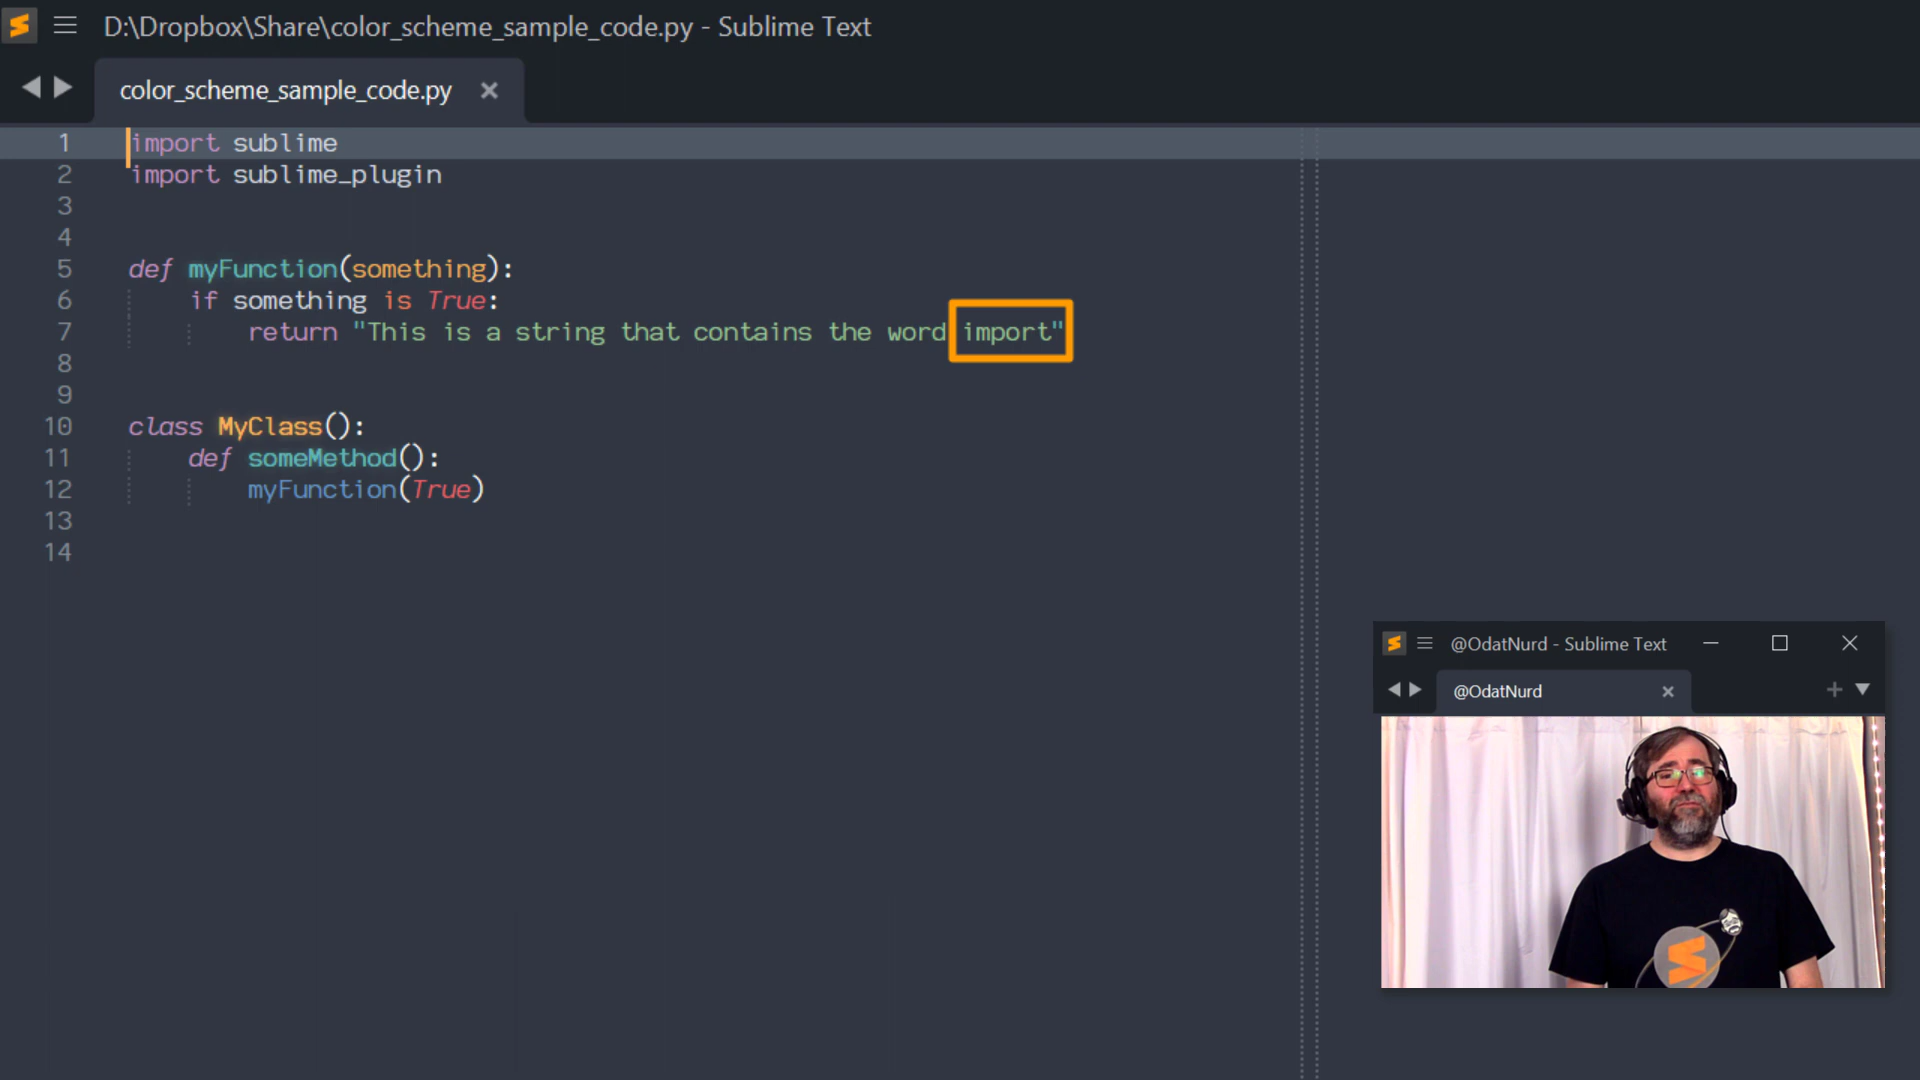 D:\Dropbox\Share\color_scheme_sample_code.py - Sublime Text
color_scheme_sample_code.py
1 import sublime
2 import sublime_plugin
3
4
5 def myFunction(something):
6 if something is True:
7 return "This is a string that contains the word import"
8
9
10 class MyClass():
11 def someMethod():
12 myFunction(True)
13
14
@OdatNurd - Sublime Text
@OdatNurd